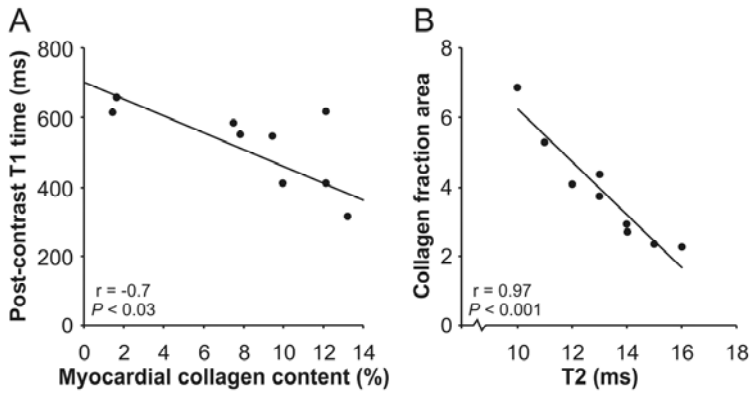 A
Post-contrast T1 time (ms)
800
600
400
200
0
r = -0.7
P < 0.03
0 2 4 6 8 10 12 14
Myocardial collagen content (%)
B
Collagen fraction area
8
6
4
2
0
r = 0.97
P < 0.001
10 12 14 16 18
T2 (ms)